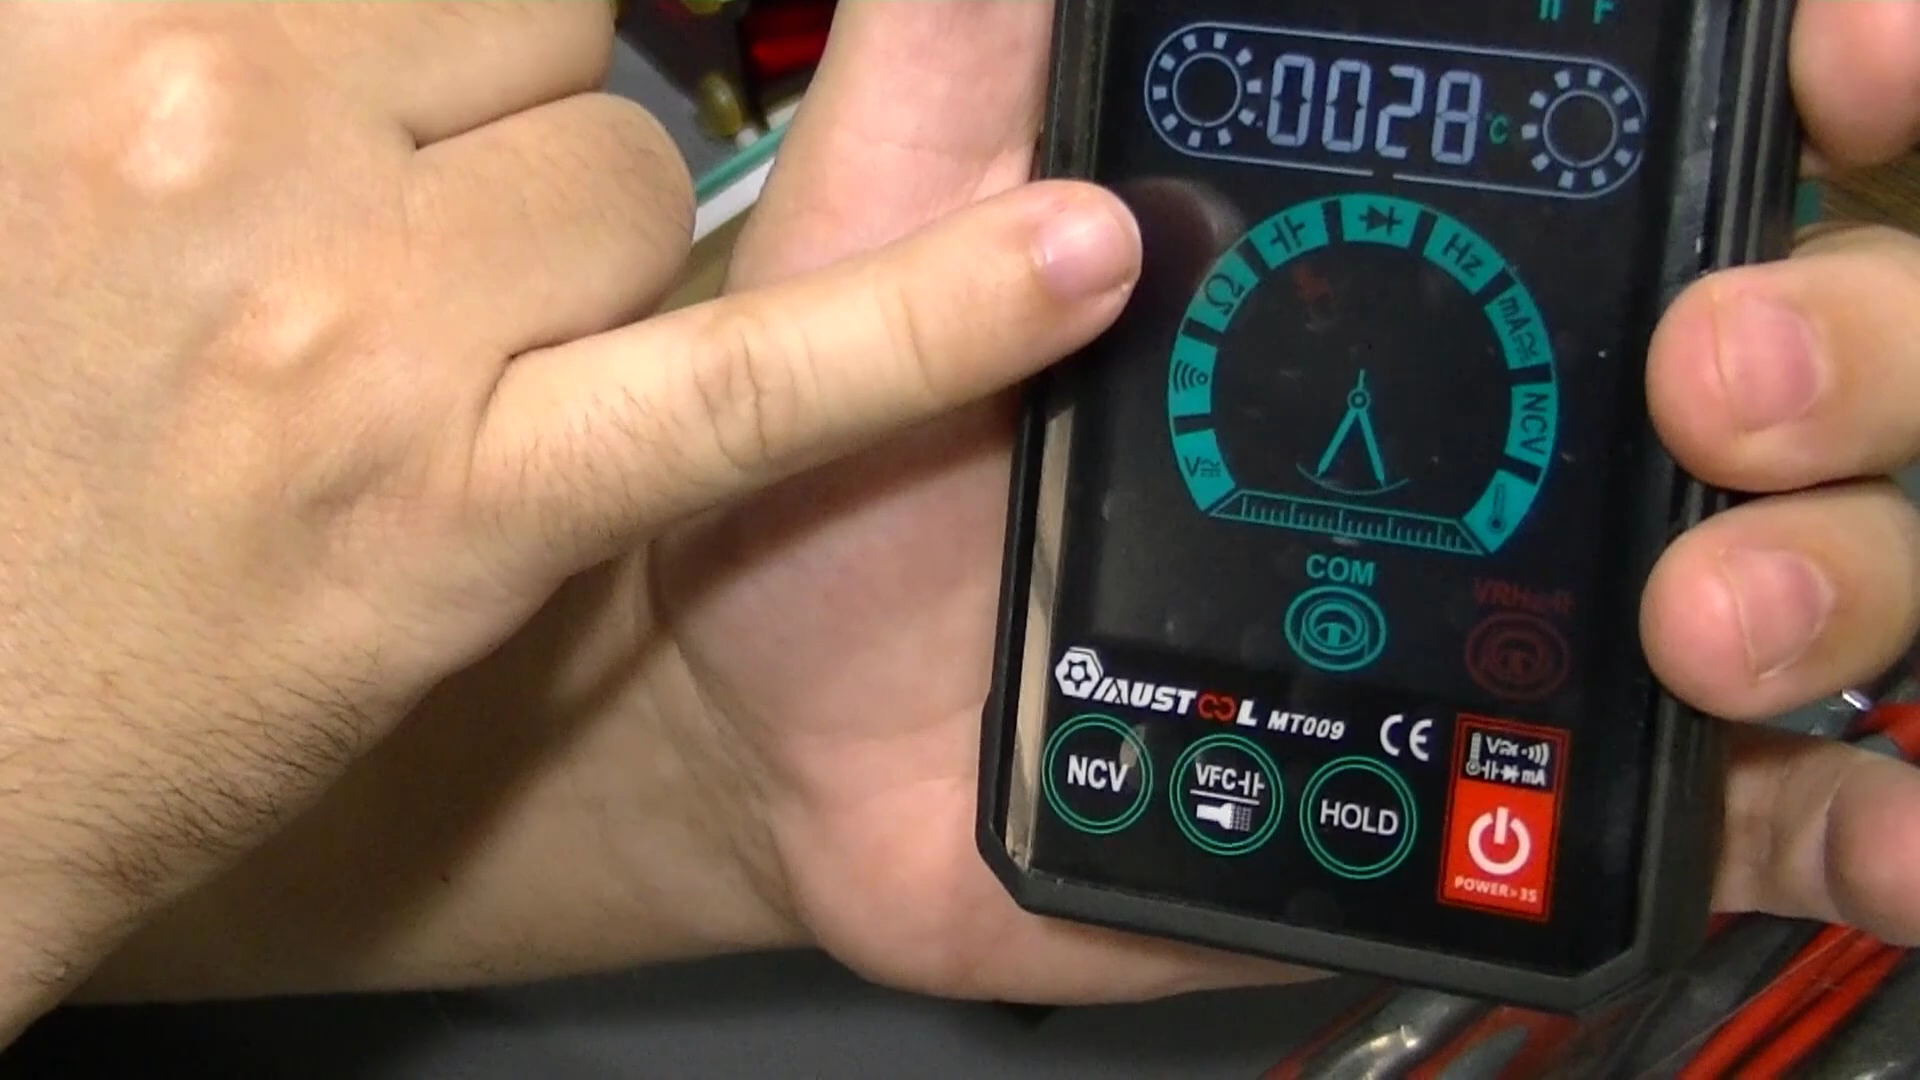 n F
0028 °C
Ω
Hz
mA
NCV
V
COM
MUSTOOL MT009 CE
NCV
VFC
HOLD
mA
POWER>3S